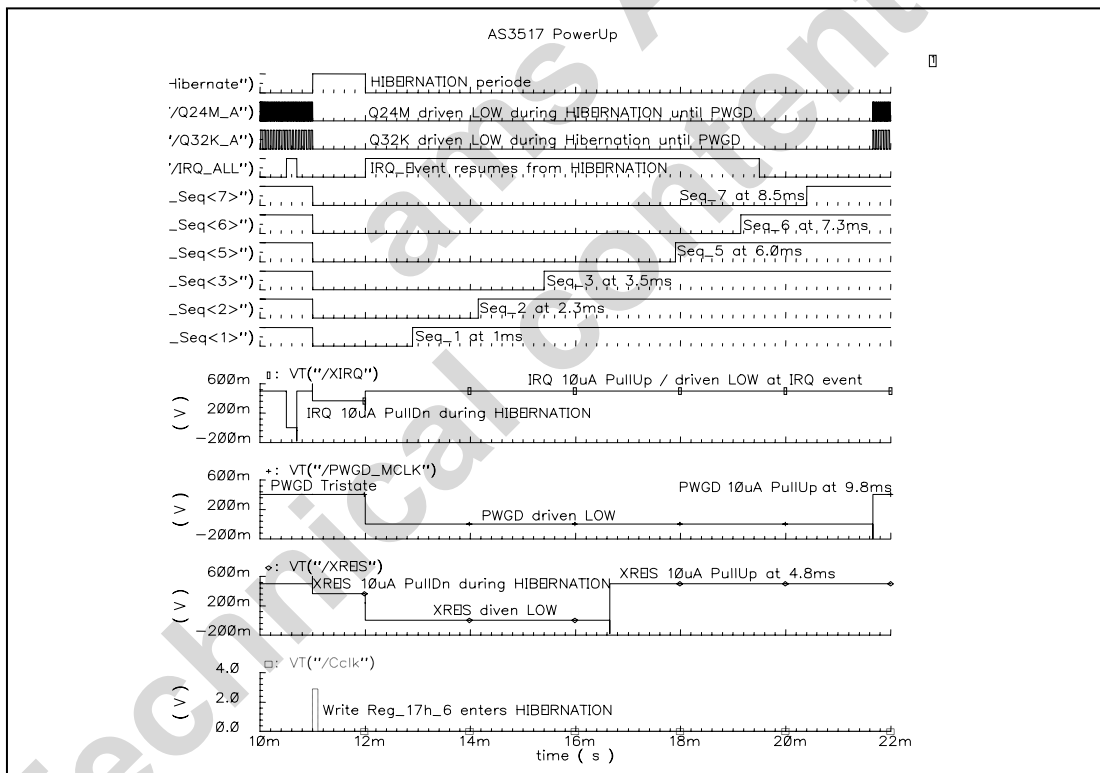 AS3517 PowerUp
1
Hibernate")
HIBERNATION periode
"/Q24M_A")
Q24M driven LOW during HIBERNATION until PWGD
"/Q32K_A")
Q32K driven LOW during Hibernation until PWGD
"/IRQ_ALL")
IRQ_Event resumes from HIBERNATION
_Seq<7>")
Seq_7 at 8.5ms
_Seq<6>")
Seq_6 at 7.3ms
_Seq<5>")
Seq_5 at 6.0ms
_Seq<3>")
Seq_3 at 3.5ms
_Seq<2>")
Seq_2 at 2.3ms
_Seq<1>")
Seq_1 at 1ms
▯: VT("/XIRQ")
IRQ 10uA PullUp / driven LOW at IRQ event
600m
(V)
200m
IRQ 10uA PullDn during HIBERNATION
-200m
+: VT("/PWGD_MCLK")
600m
PWGD Tristate
PWGD 10uA PullUp at 9.8ms
(V)
200m
PWGD driven LOW
-200m
◇: VT("/XRES")
600m
XRES 10uA PullDn during HIBERNATION
XRES 10uA PullUp at 4.8ms
(V)
200m
XRES diven LOW
-200m
□: VT("/Cclk")
4.0
(V)
2.0
Write Reg_17h_6 enters HIBERNATION
0.0
10m 12m 14m 16m 18m 20m 22m
time ( s )
ams A
technical content